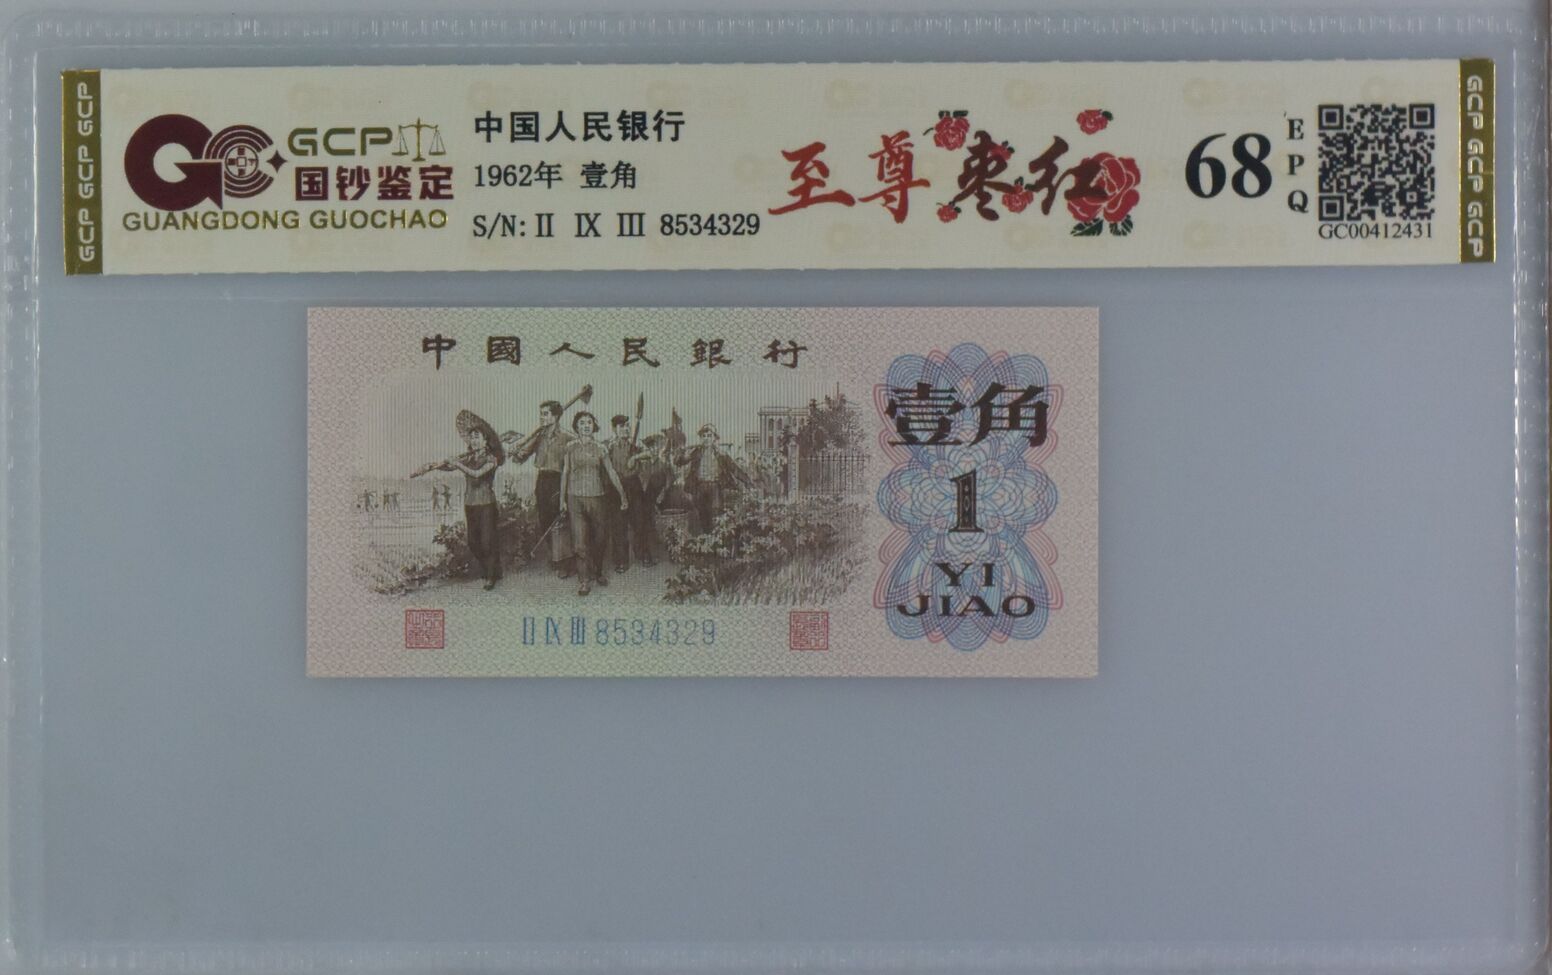 GCP GCP GCP
GCP
国钞鉴定
GUANGDONG GUOCHAO
中国人民银行
1962年 壹角
S/N: II IX III 8534329
至尊枣红
68
EPQ
GC00412431
GCP GCP GCP
中國人民銀行
壹角
1
YI
JIAO
II IX III 8534329